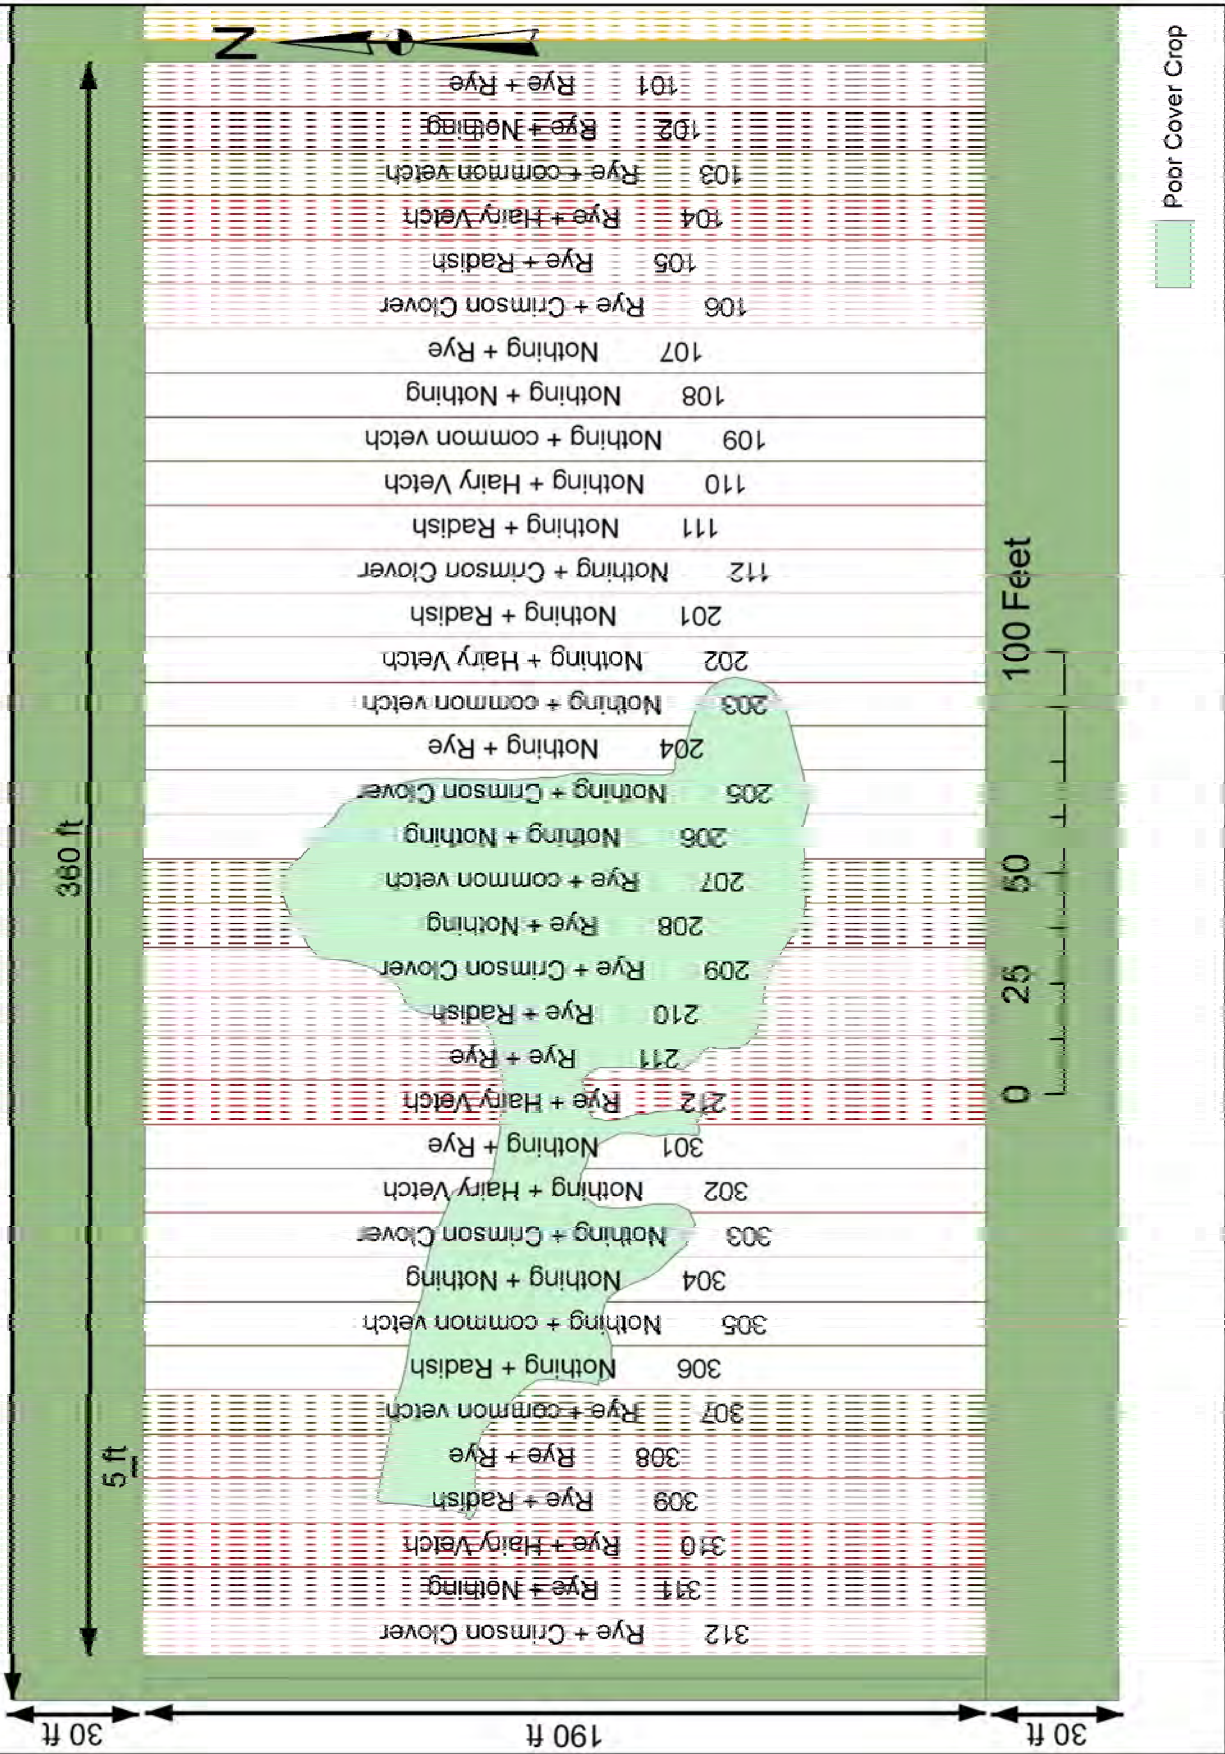 N
101 Rye + Rye
102 Rye + Nothing
103 Rye + common vetch
104 Rye + Hairy Vetch
105 Rye + Radish
106 Rye + Crimson Clover
107 Nothing + Rye
108 Nothing + Nothing
109 Nothing + common vetch
110 Nothing + Hairy Vetch
111 Nothing + Radish
112 Nothing + Crimson Clover
201 Nothing + Radish
202 Nothing + Hairy Vetch
203 Nothing + common vetch
204 Nothing + Rye
205 Nothing + Crimson Clover
206 Nothing + Nothing
207 Rye + common vetch
208 Rye + Nothing
209 Rye + Crimson Clover
210 Rye + Radish
211 Rye + Rye
212 Rye + Hairy Vetch
301 Nothing + Rye
302 Nothing + Hairy Vetch
303 Nothing + Crimson Clover
304 Nothing + Nothing
305 Nothing + common vetch
306 Nothing + Radish
307 Rye + common vetch
308 Rye + Rye
309 Rye + Radish
310 Rye + Hairy Vetch
311 Rye + Nothing
312 Rye + Crimson Clover
360 ft
5 ft
30 ft
190 ft
30 ft
0 25 50 100 Feet
Poor Cover Crop